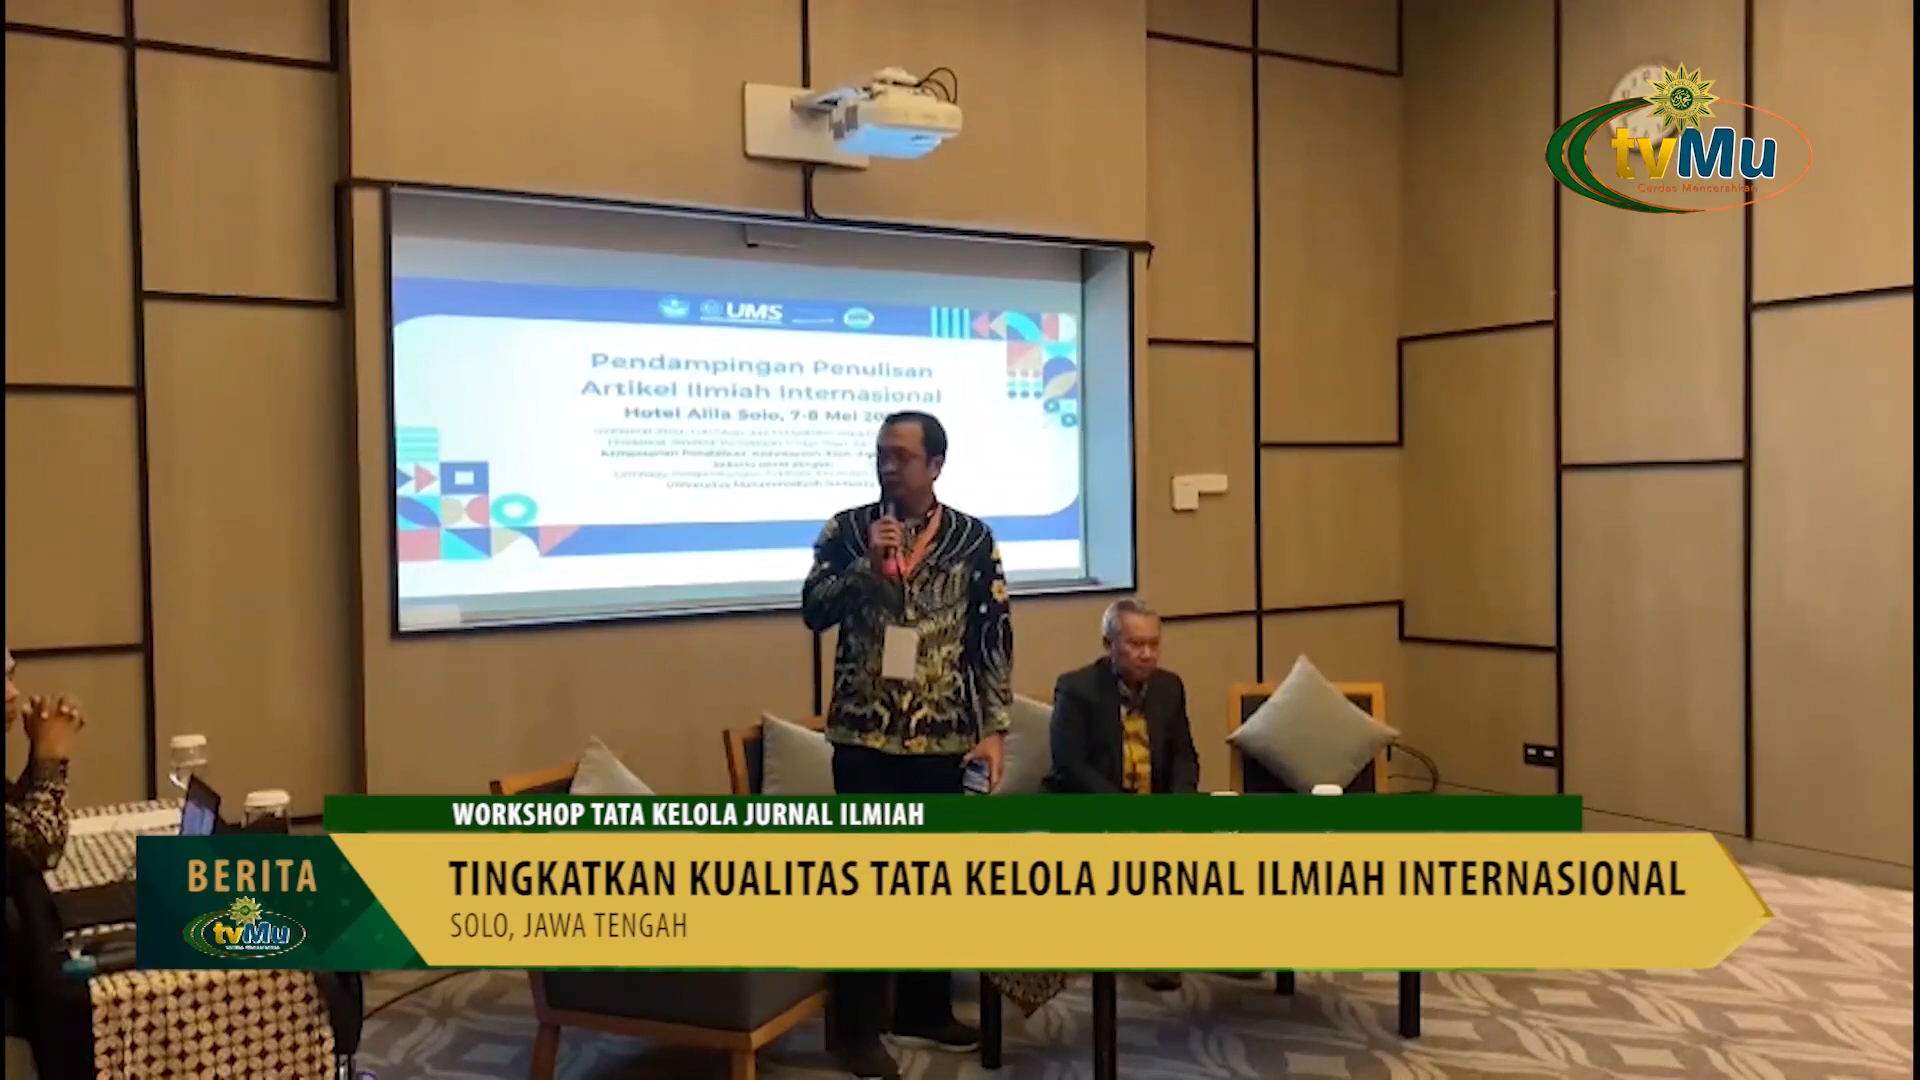 tvMu
Cerdas Mencerahkan
UMS
Pendampingan Penulisan
Artikel Ilmiah Internasional
Hotel Alila Solo, 7-8 Mei
WORKSHOP TATA KELOLA JURNAL ILMIAH
BERITA
tvMu
TINGKATKAN KUALITAS TATA KELOLA JURNAL ILMIAH INTERNASIONAL
SOLO, JAWA TENGAH